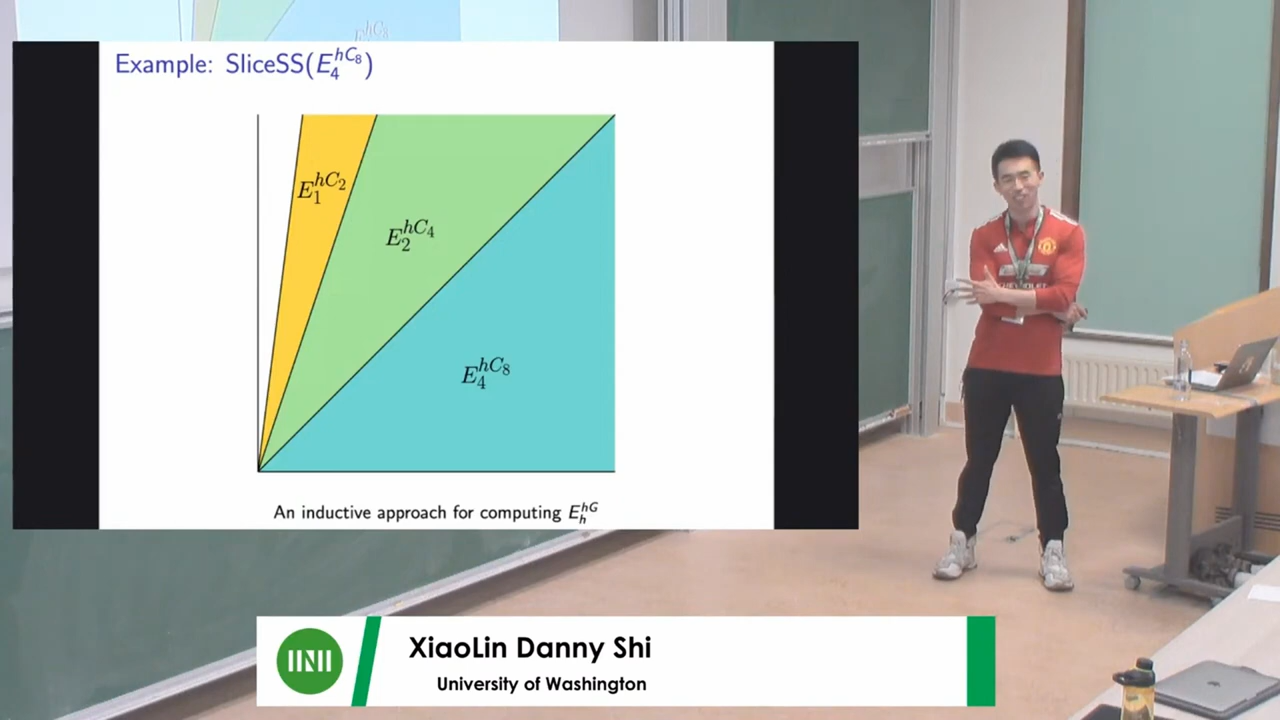 Example: SliceSS($E_4^{hC_8}$)
$E_1^{hC_2}$
$E_2^{hC_4}$
$E_4^{hC_8}$
An inductive approach for computing $E_h^{hG}$
CHEVROLET
INI
XiaoLin Danny Shi
University of Washington